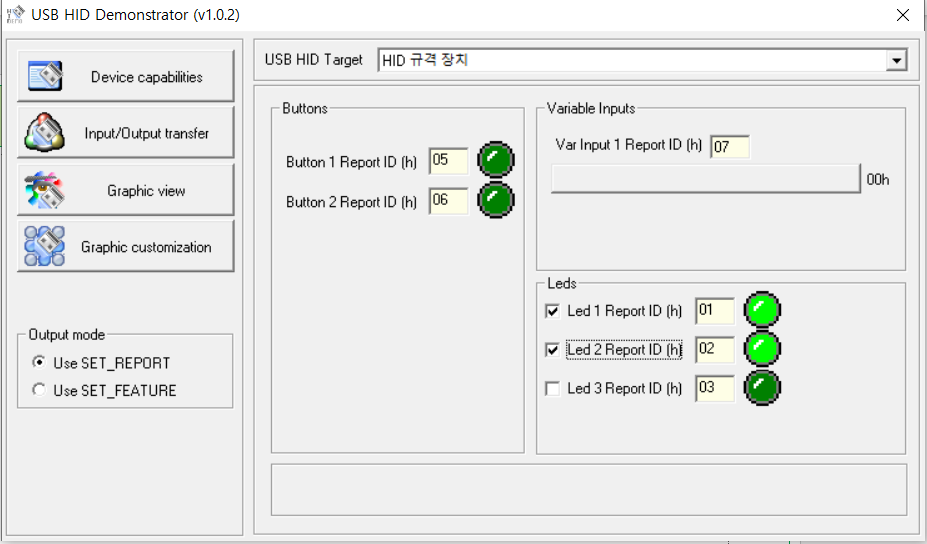 USB HID Demonstrator (v1.0.2)
Device capabilities
Input/Output transfer
Graphic view
Graphic customization
Output mode
Use SET_REPORT
Use SET_FEATURE
USB HID Target HID 규격 장치
Buttons
Button 1 Report ID (h) 05
Button 2 Report ID (h) 06
Variable Inputs
Var Input 1 Report ID (h) 07
00h
Leds
Led 1 Report ID (h) 01
Led 2 Report ID (h) 02
Led 3 Report ID (h) 03